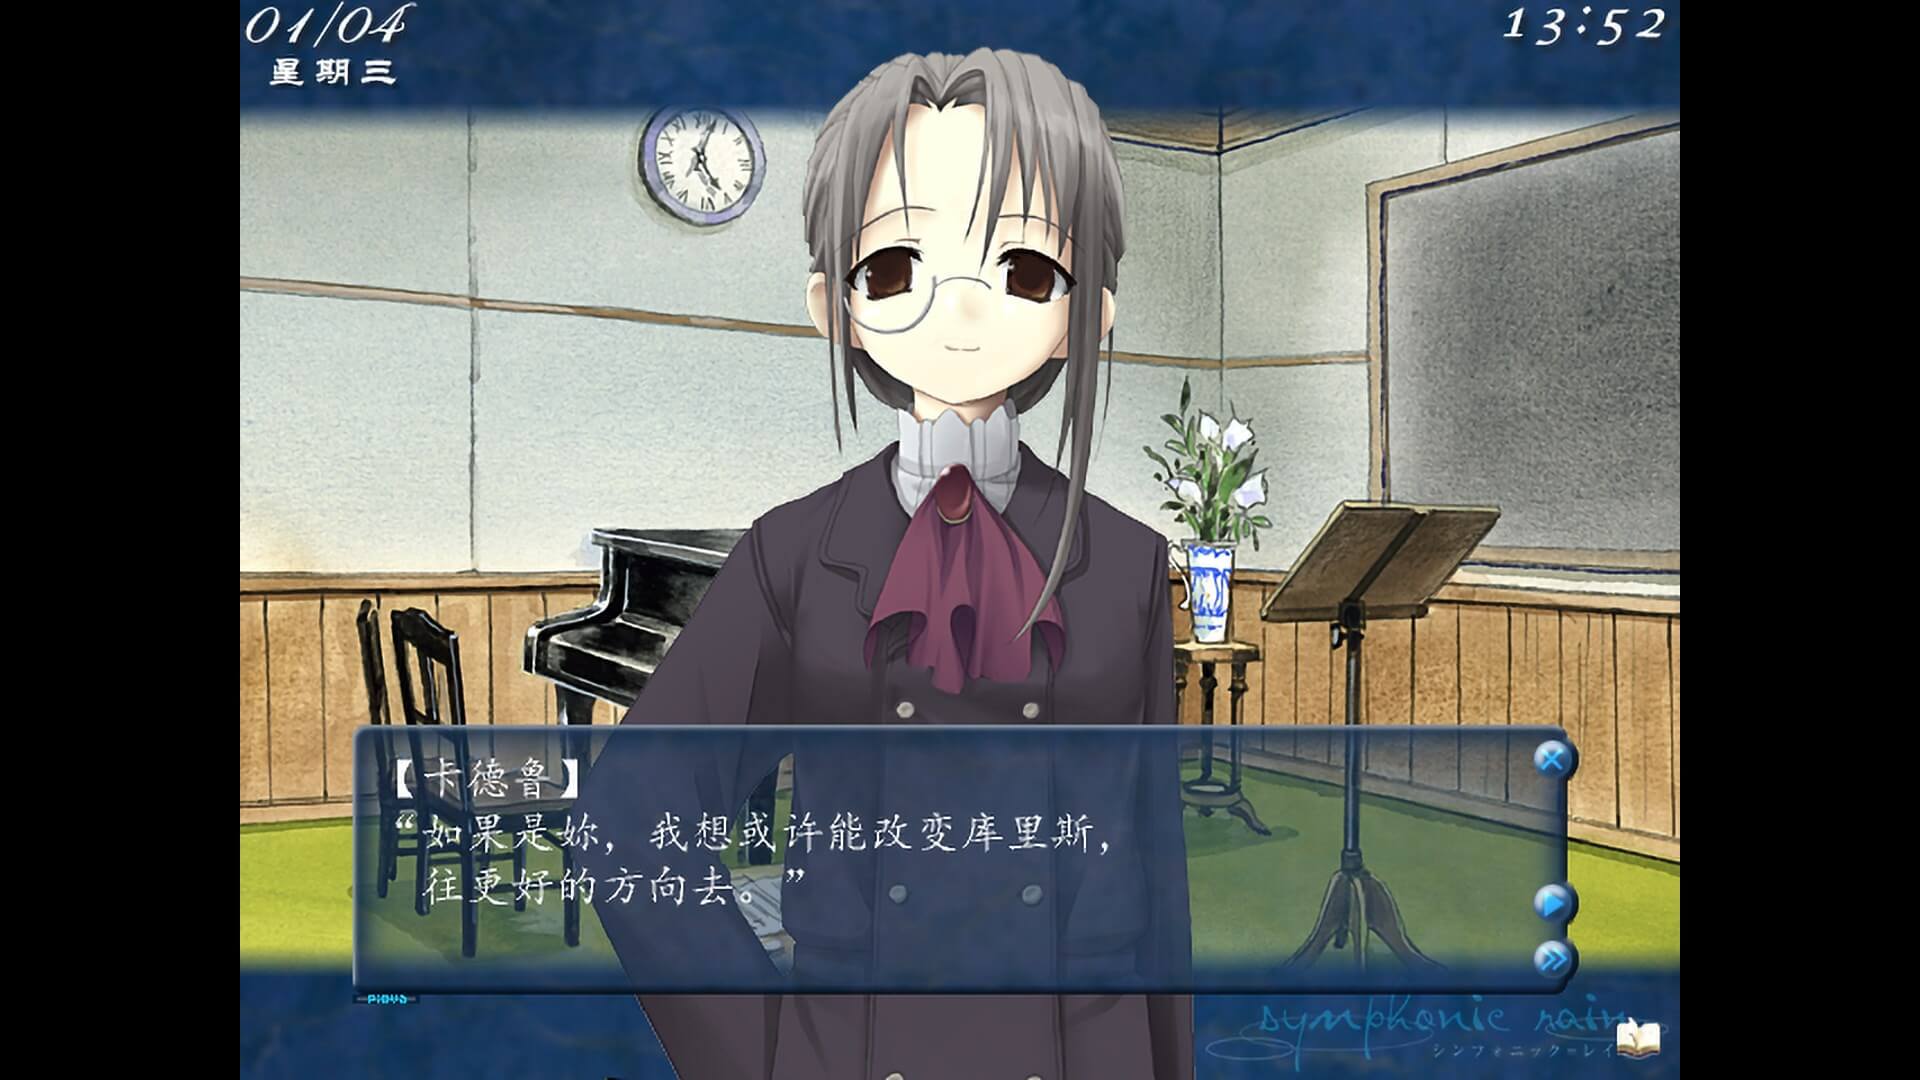 01/04
13:52
星期三
【卡德鲁】
“如果是妳，我想或许能改变库里斯，
往更好的方向去。”
PIOVA
symphonic rain
シンフォニック＝レイン